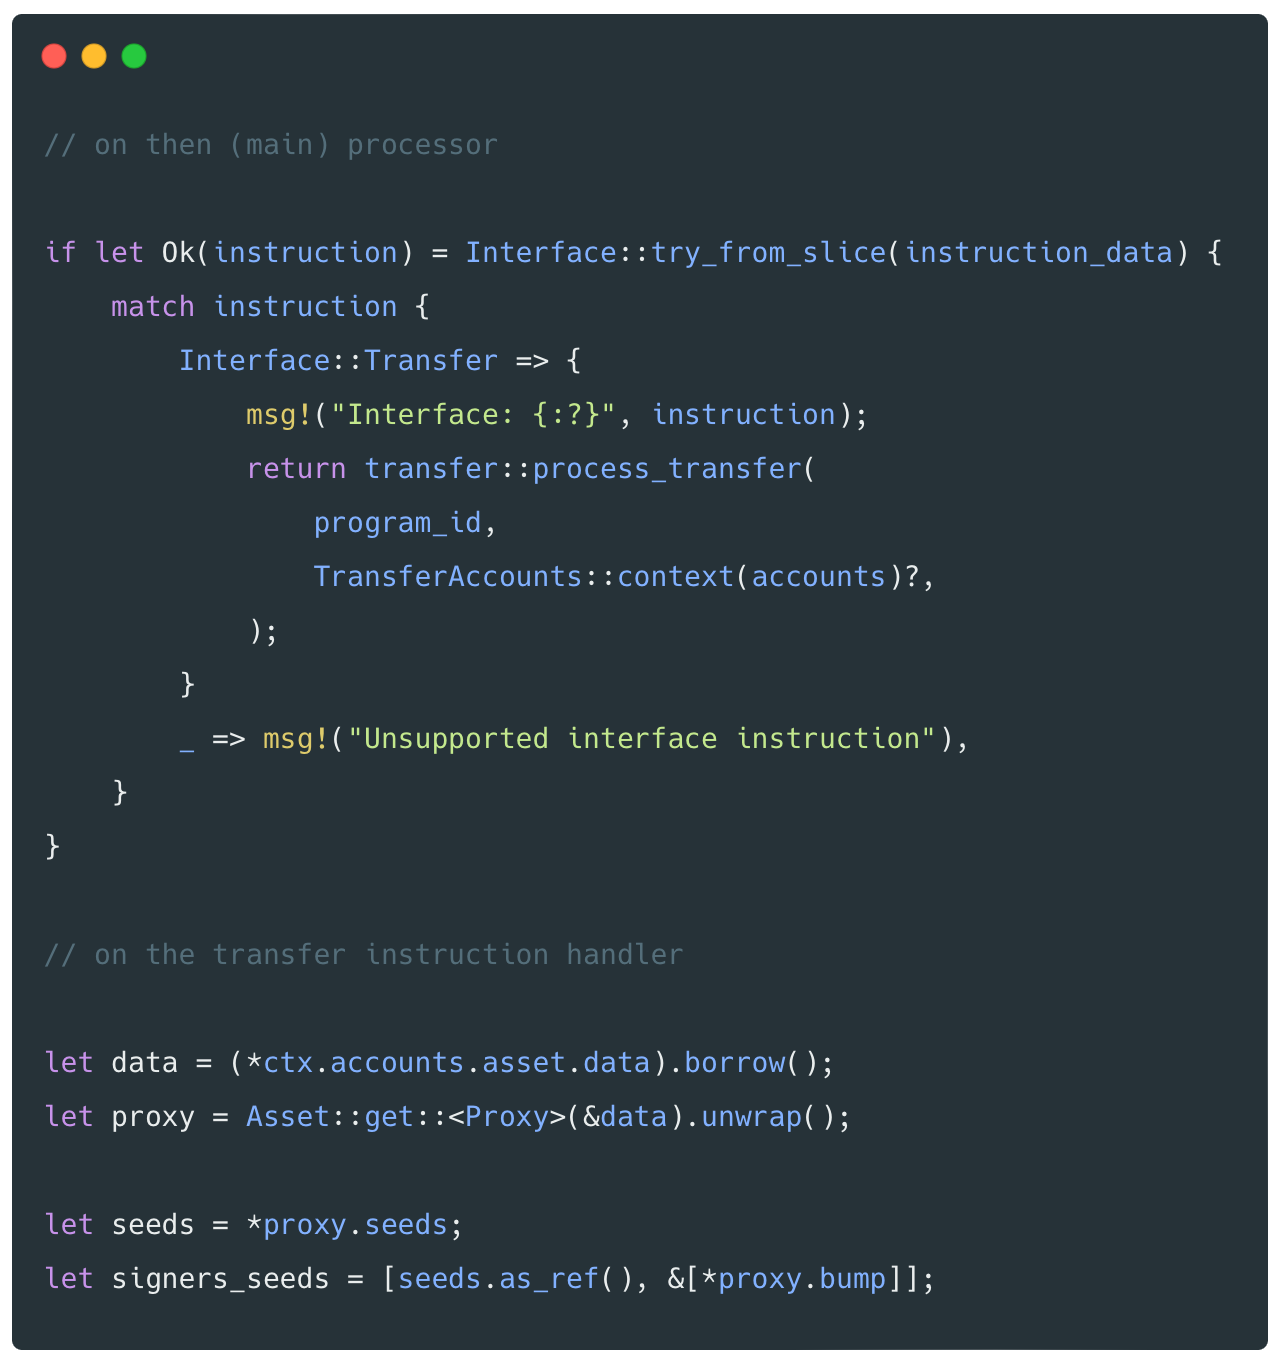 // on then (main) processor

if let Ok(instruction) = Interface::try_from_slice(instruction_data) {
    match instruction {
        Interface::Transfer => {
            msg!("Interface: {:?}", instruction);
            return transfer::process_transfer(
                program_id,
                TransferAccounts::context(accounts)?,
            );
        }
        _ => msg!("Unsupported interface instruction"),
    }
}

// on the transfer instruction handler

let data = (*ctx.accounts.asset.data).borrow();
let proxy = Asset::get::<Proxy>(&data).unwrap();

let seeds = *proxy.seeds;
let signers_seeds = [seeds.as_ref(), &[*proxy.bump]];